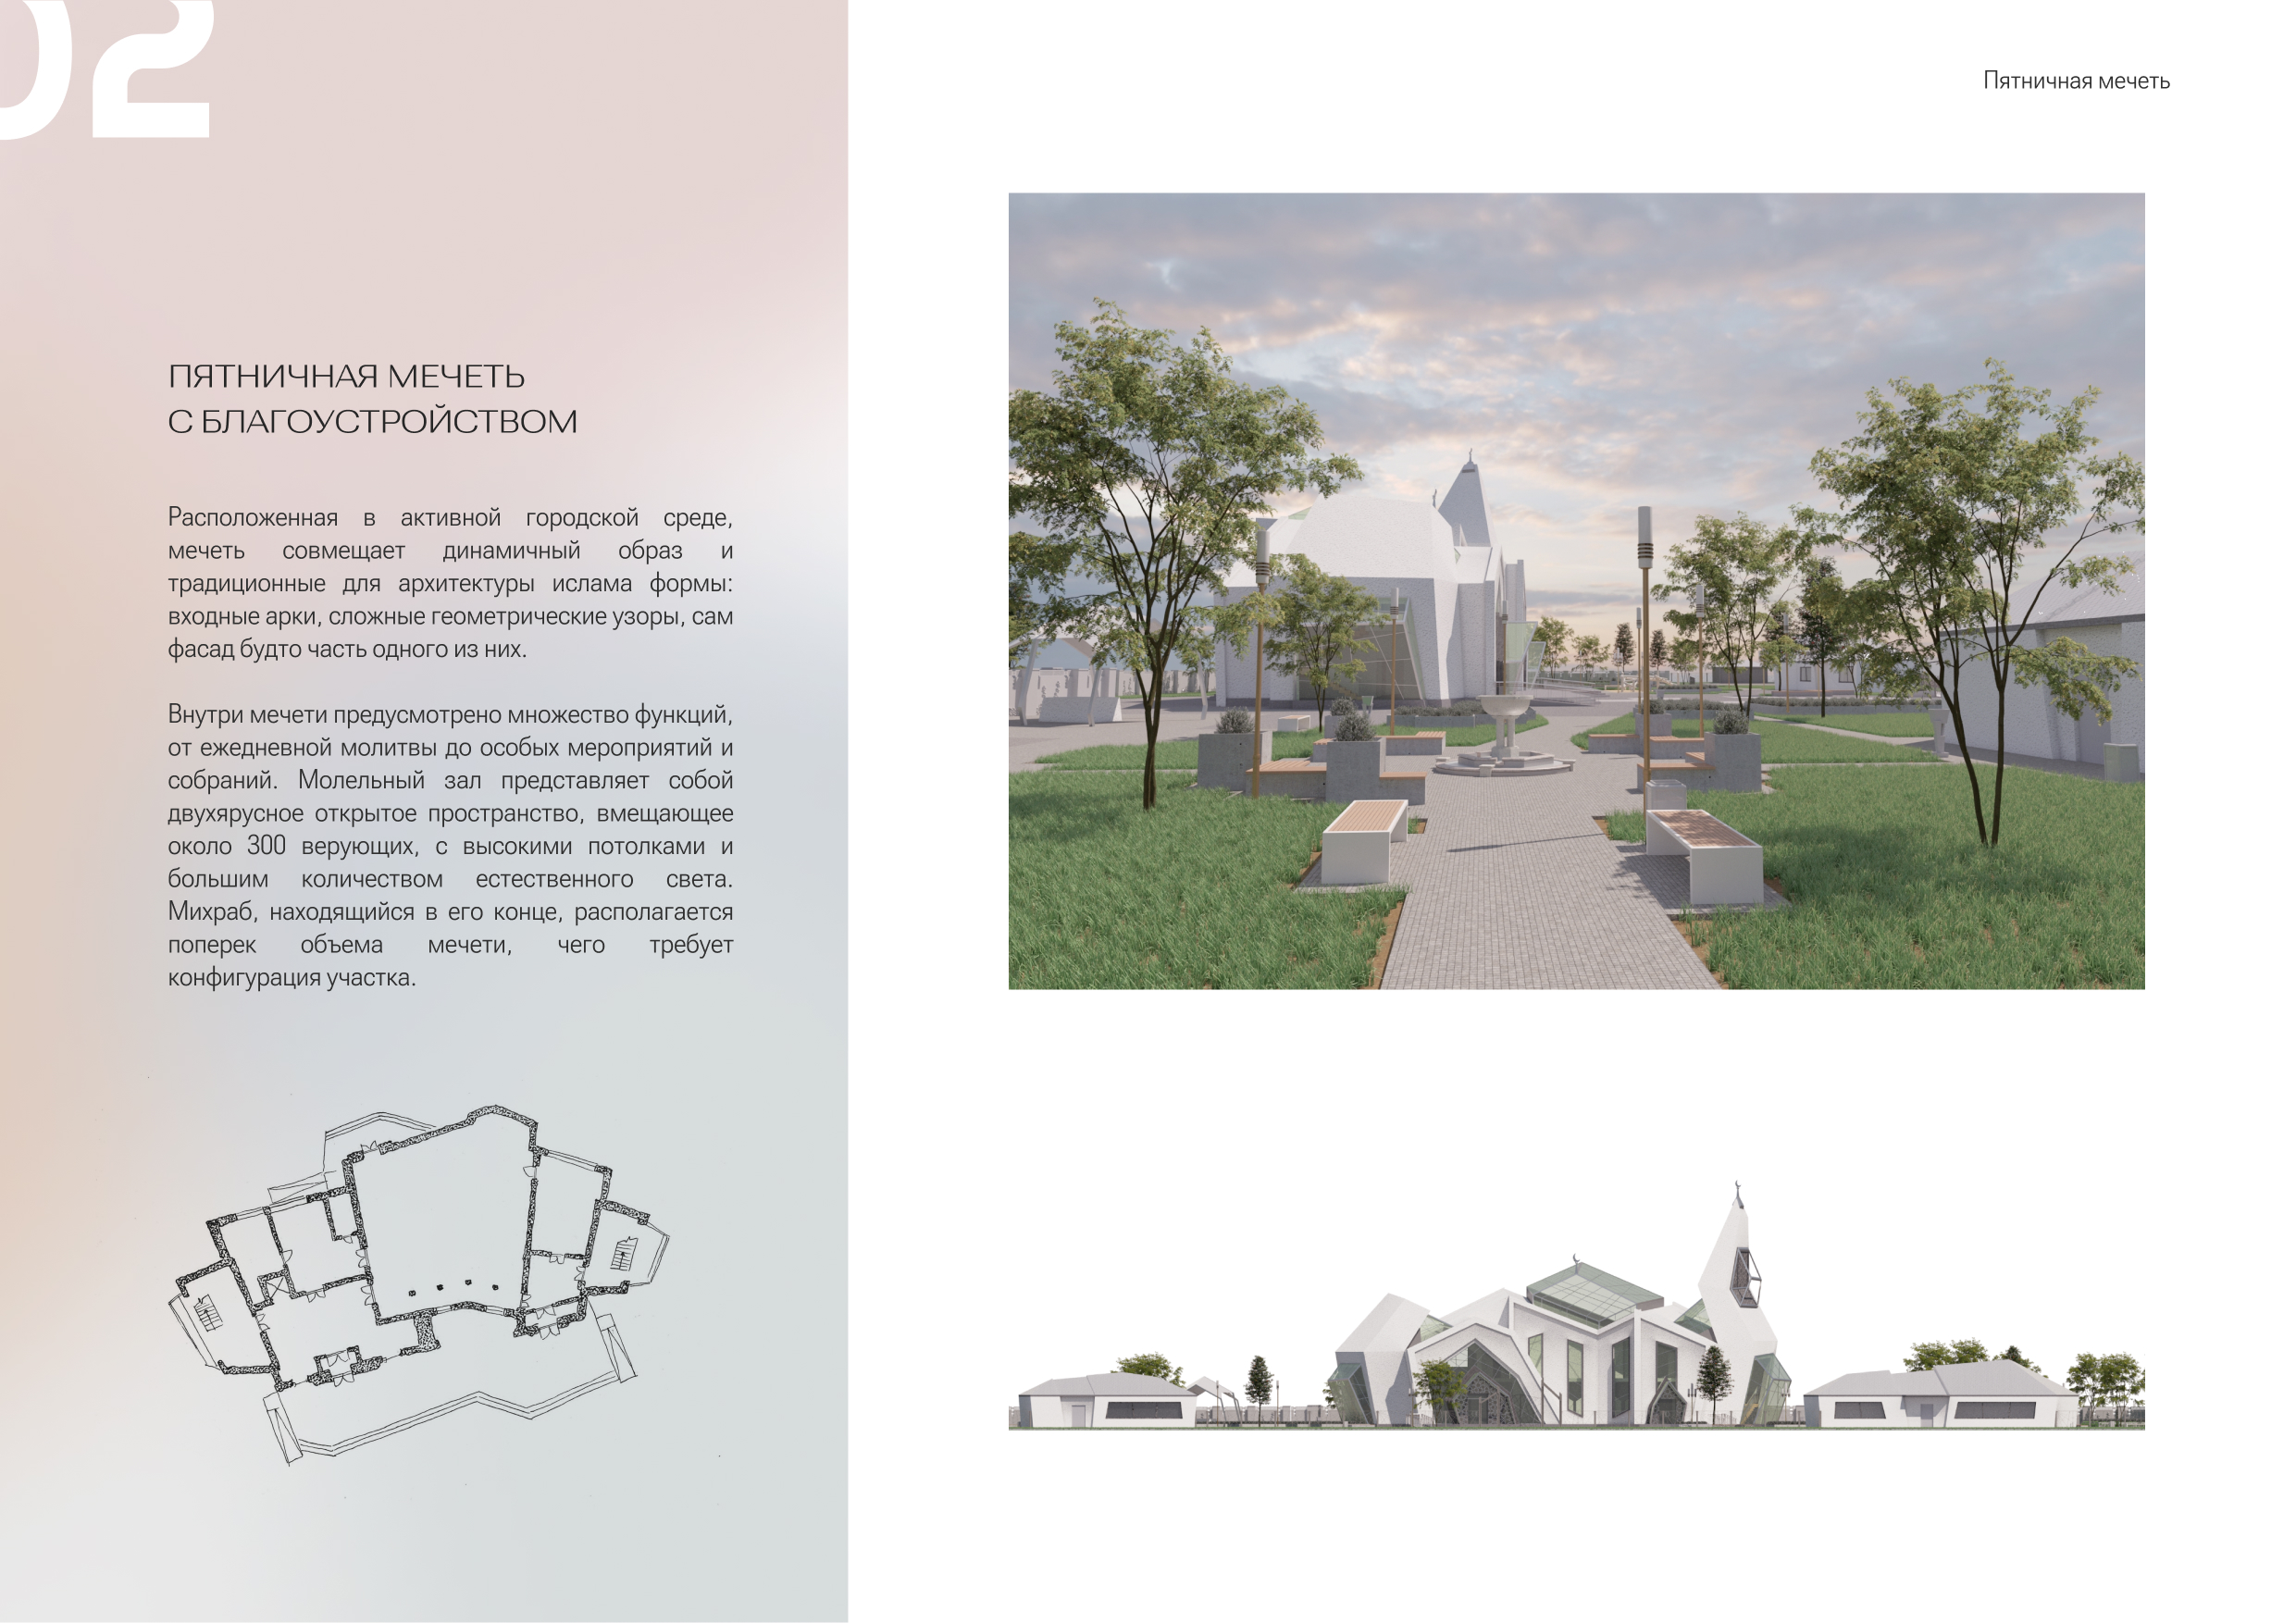 02
Пятничная мечеть
ПЯТНИЧНАЯ МЕЧЕТЬ
С БЛАГОУСТРОЙСТВОМ
Расположенная в активной городской среде,
мечеть совмещает динамичный образ и
традиционные для архитектуры ислама формы:
входные арки, сложные геометрические узоры, сам
фасад будто часть одного из них.
Внутри мечети предусмотрено множество функций,
от ежедневной молитвы до особых мероприятий и
собраний. Молельный зал представляет собой
двухярусное открытое пространство, вмещающее
около 300 верующих, с высокими потолками и
большим количеством естественного света.
Михраб, находящийся в его конце, располагается
поперек объема мечети, чего требует
конфигурация участка.